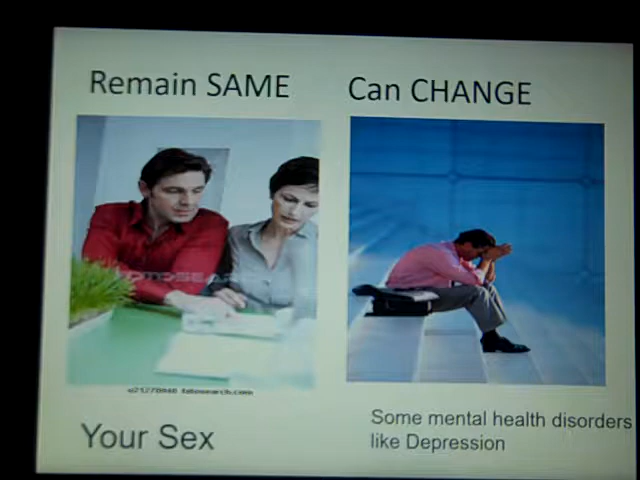 Remain SAME
Can CHANGE
Your Sex
Some mental health disorders
like Depression